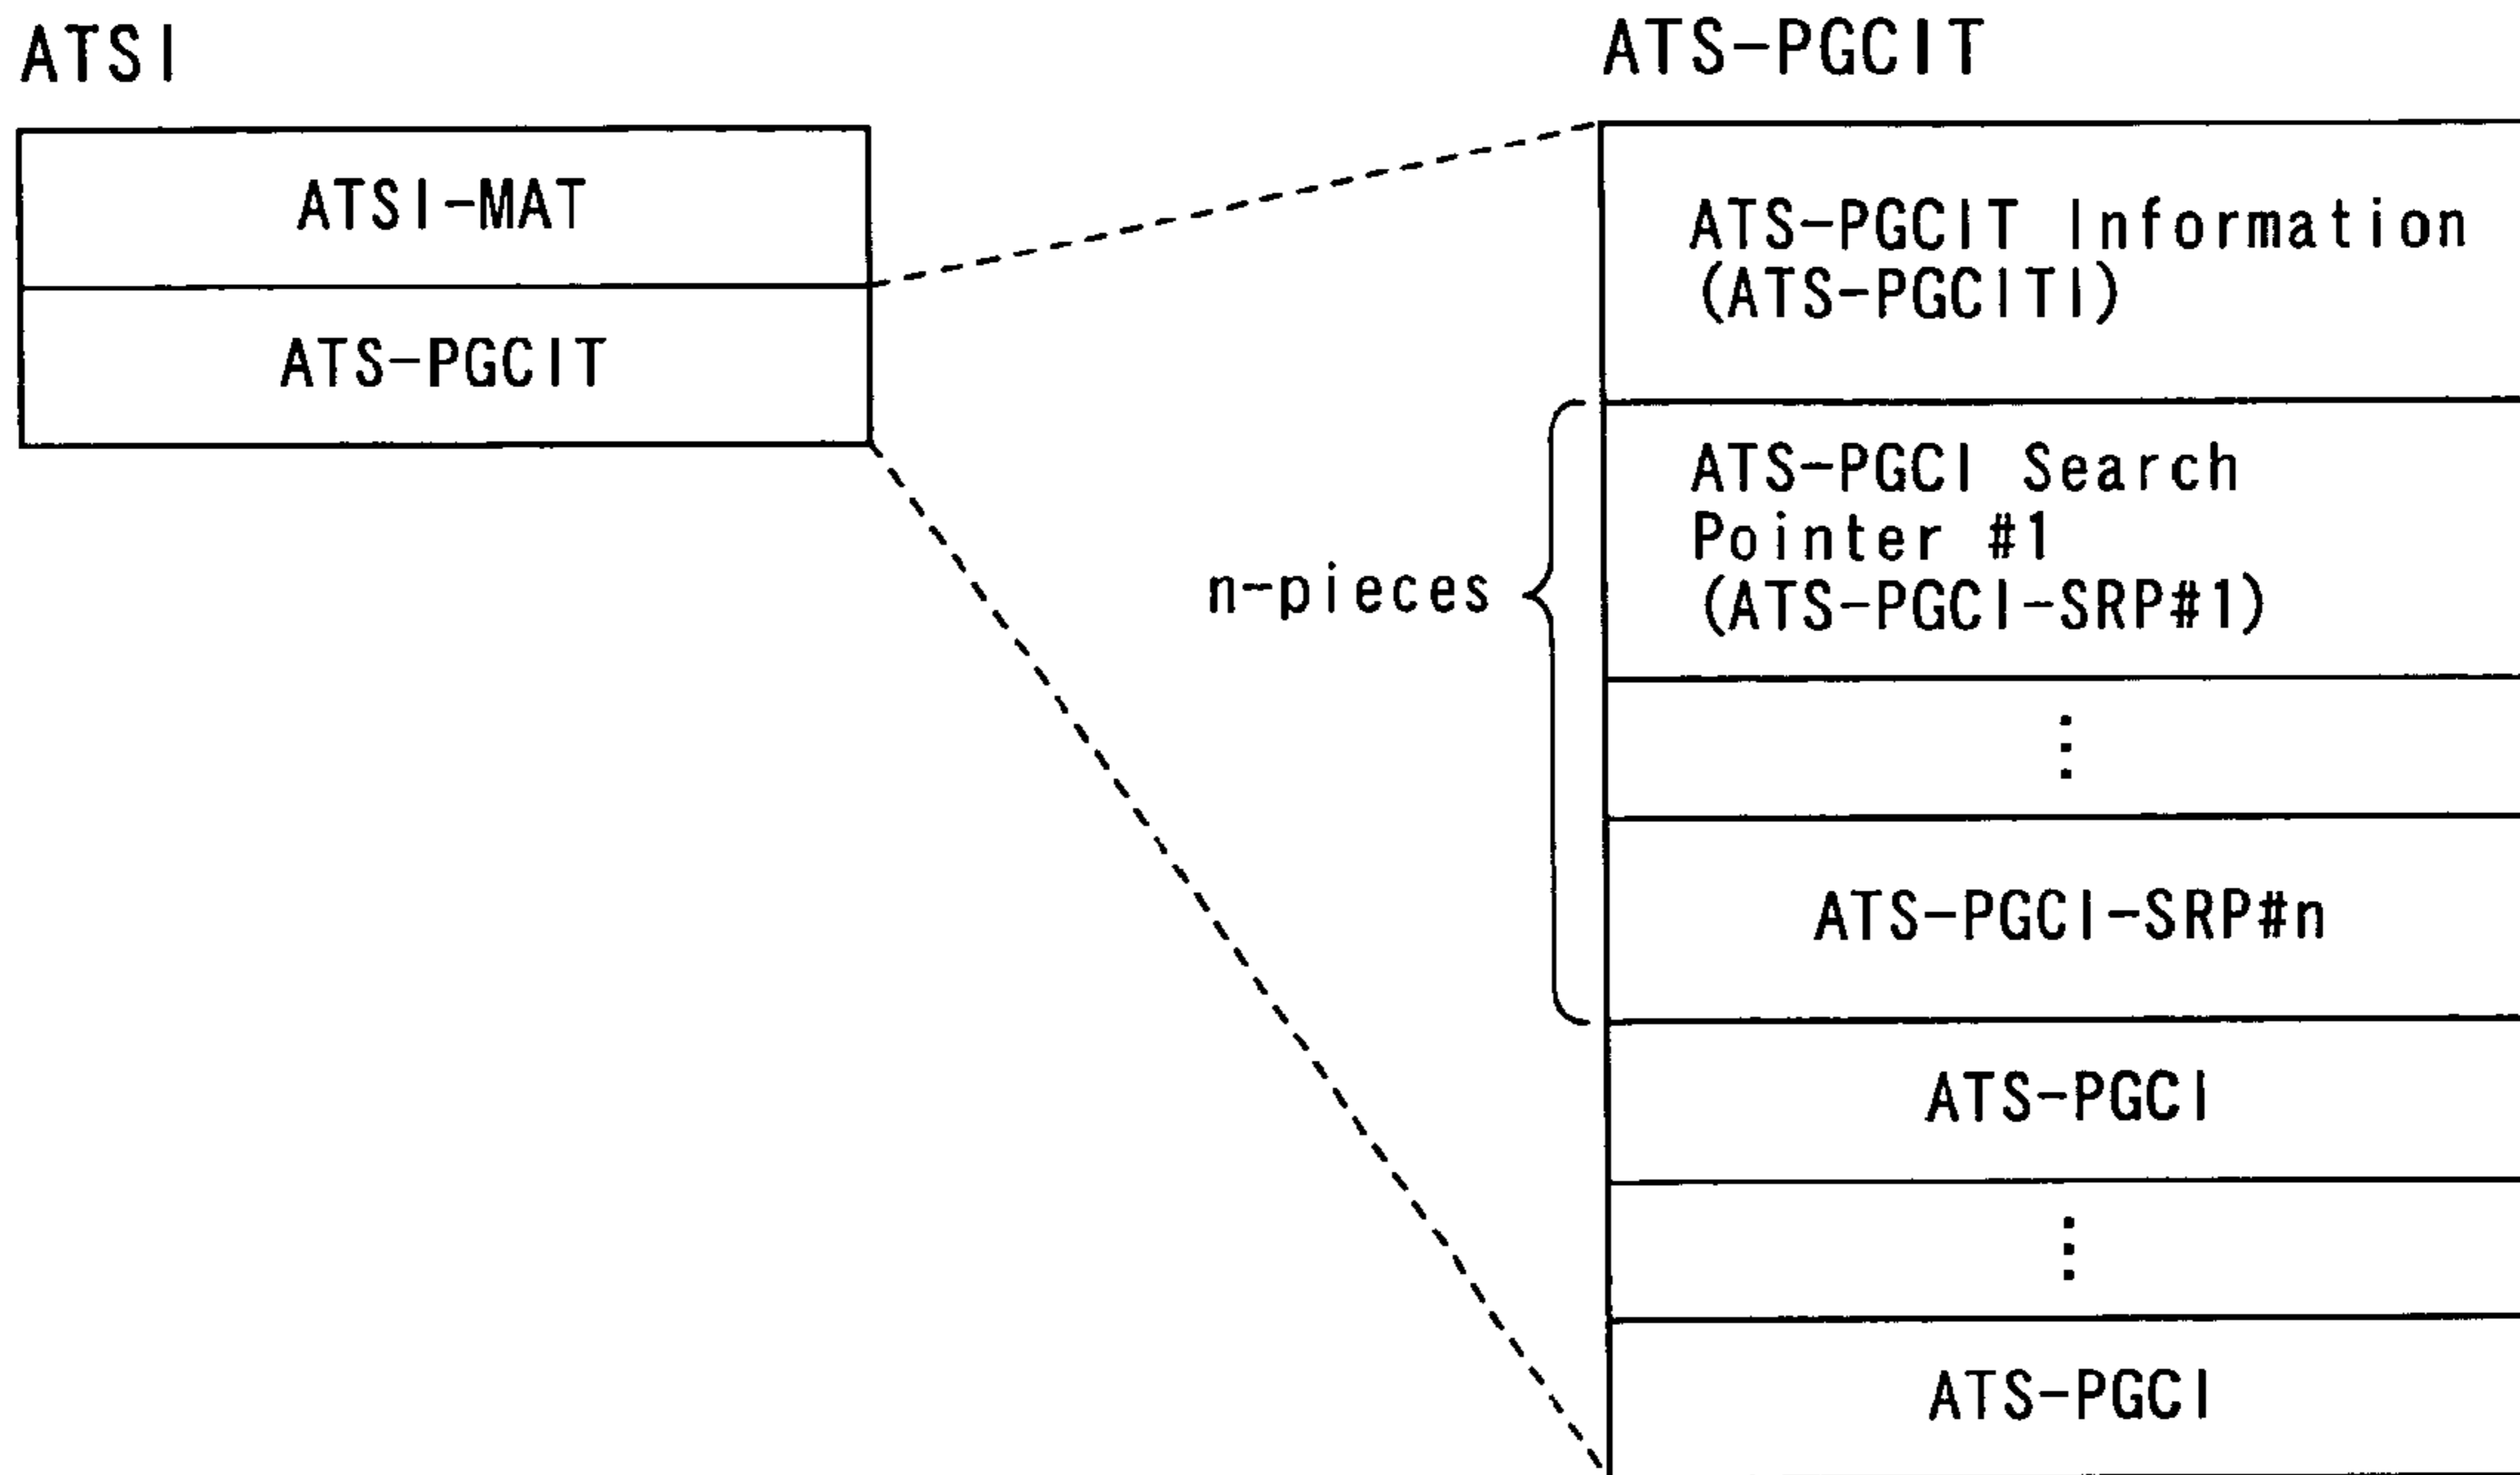 ATSI
ATSI-MAT
ATS-PGCIT
ATS-PGCIT
ATS-PGCIT Information
(ATS-PGCITI)
n-pieces
ATS-PGCI Search
Pointer #1
(ATS-PGCI-SRP#1)
⋮
ATS-PGCI-SRP#n
ATS-PGCI
⋮
ATS-PGCI